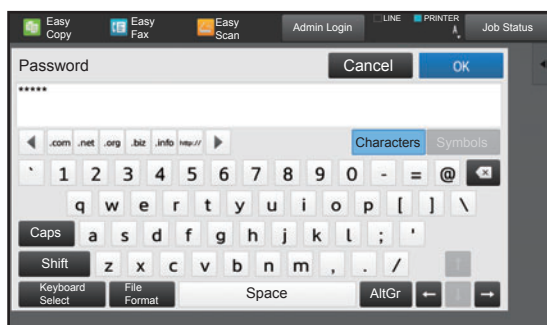 Easy Copy Easy Fax Easy Scan Admin Login LINE PRINTER Job Status
Password Cancel OK
*****
.com .net .org .biz .info http:// Characters Symbols
` 1 2 3 4 5 6 7 8 9 0 - = @
q w e r t y u i o p [ ] \
Caps a s d f g h j k l ; '
Shift z x c v b n m , . /
Keyboard Select File Format Space AltGr ← ↓ →